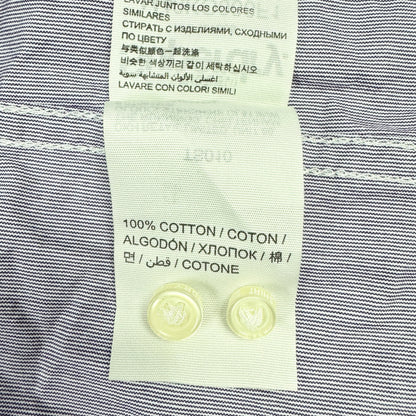 LAVAR JUNTOS LOS COLORES
SIMILARES
СТИРАТЬ С ИЗДЕЛИЯМИ, СХОДНЫМИ
ПО ЦВЕТУ
与类似颜色一起洗涤
비슷한 색상끼리 같이 세탁하십시오
اغسلي الألوان المتشابهة سوية
LAVARE CON COLORI SIMILI
100% COTTON / COTON /
ALGODÓN / ХЛОПОК / 棉 /
면 / قطن / COTONE